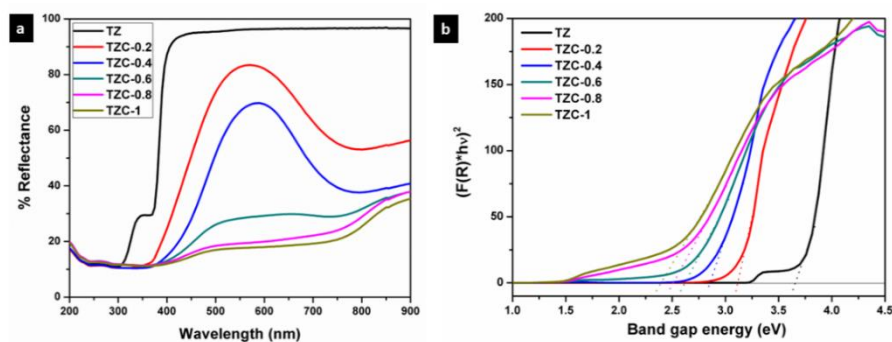 a
TZ
TZC-0.2
TZC-0.4
TZC-0.6
TZC-0.8
TZC-1
% Reflectance
100
80
60
40
20
0
200 300 400 500 600 700 800 900
Wavelength (nm)
b
TZ
TZC-0.2
TZC-0.4
TZC-0.6
TZC-0.8
TZC-1
(F(R)*hν)²
200
150
100
50
0
1.0 1.5 2.0 2.5 3.0 3.5 4.0 4.5
Band gap energy (eV)